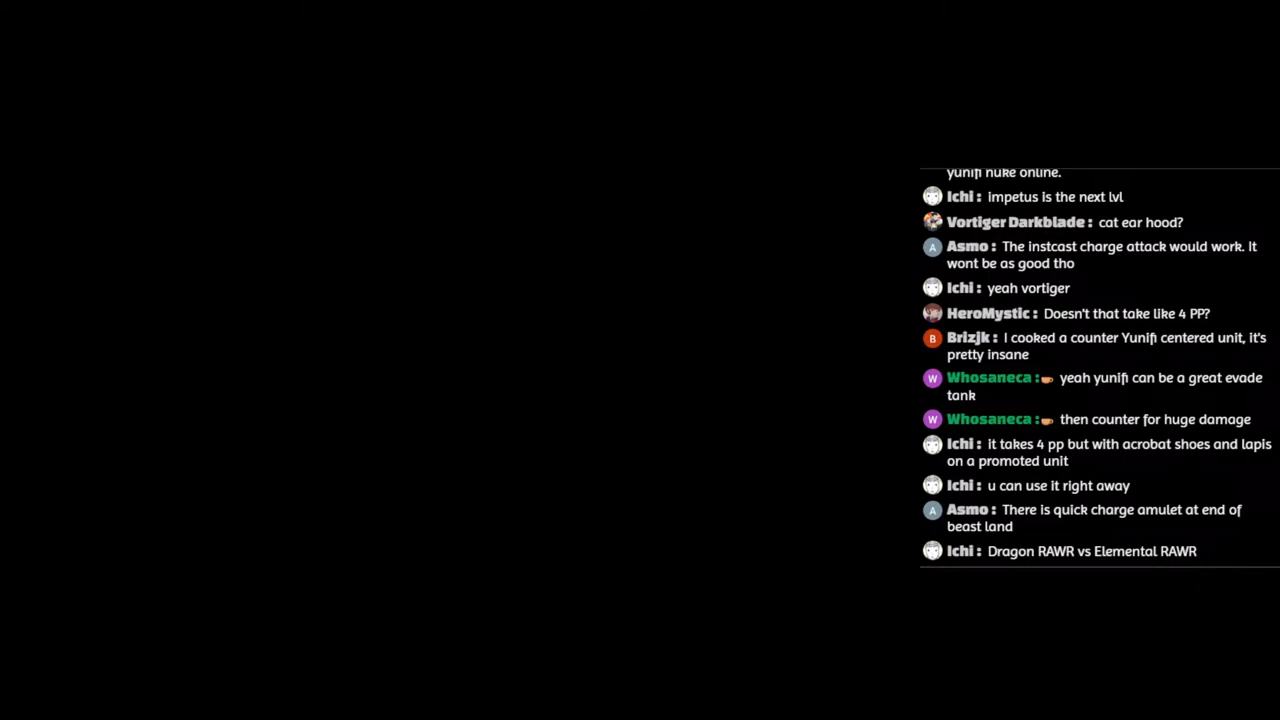 yunifi nuke online.
Ichi : impetus is the next lvl
Vortiger Darkblade : cat ear hood?
A Asmo : The instcast charge attack would work. It
wont be as good tho
Ichi : yeah vortiger
HeroMystic : Doesn't that take like 4 PP?
B Brizjk : I cooked a counter Yunifi centered unit, it's
pretty insane
W Whosaneca : yeah yunifi can be a great evade
tank
W Whosaneca : then counter for huge damage
Ichi : it takes 4 pp but with acrobat shoes and lapis
on a promoted unit
Ichi : u can use it right away
A Asmo : There is quick charge amulet at end of
beast land
Ichi : Dragon RAWR vs Elemental RAWR